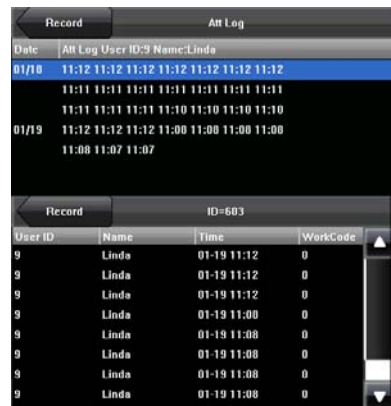 Record Att Log
Date Att Log User ID:9 Name:Linda
01/18 11:12 11:12 11:12 11:12 11:12 11:12 11:12
11:11 11:11 11:11 11:11 11:11 11:11 11:11
11:11 11:11 11:11 11:10 11:10 11:10 11:10
01/19 11:12 11:12 11:12 11:08 11:08 11:08 11:08
11:08 11:07 11:07
Record ID=603
User ID Name Time WorkCode
9 Linda 01-19 11:12 0
9 Linda 01-19 11:12 0
9 Linda 01-19 11:12 0
9 Linda 01-19 11:08 0
9 Linda 01-19 11:08 0
9 Linda 01-19 11:08 0
9 Linda 01-19 11:08 0
9 Linda 01-19 11:08 0